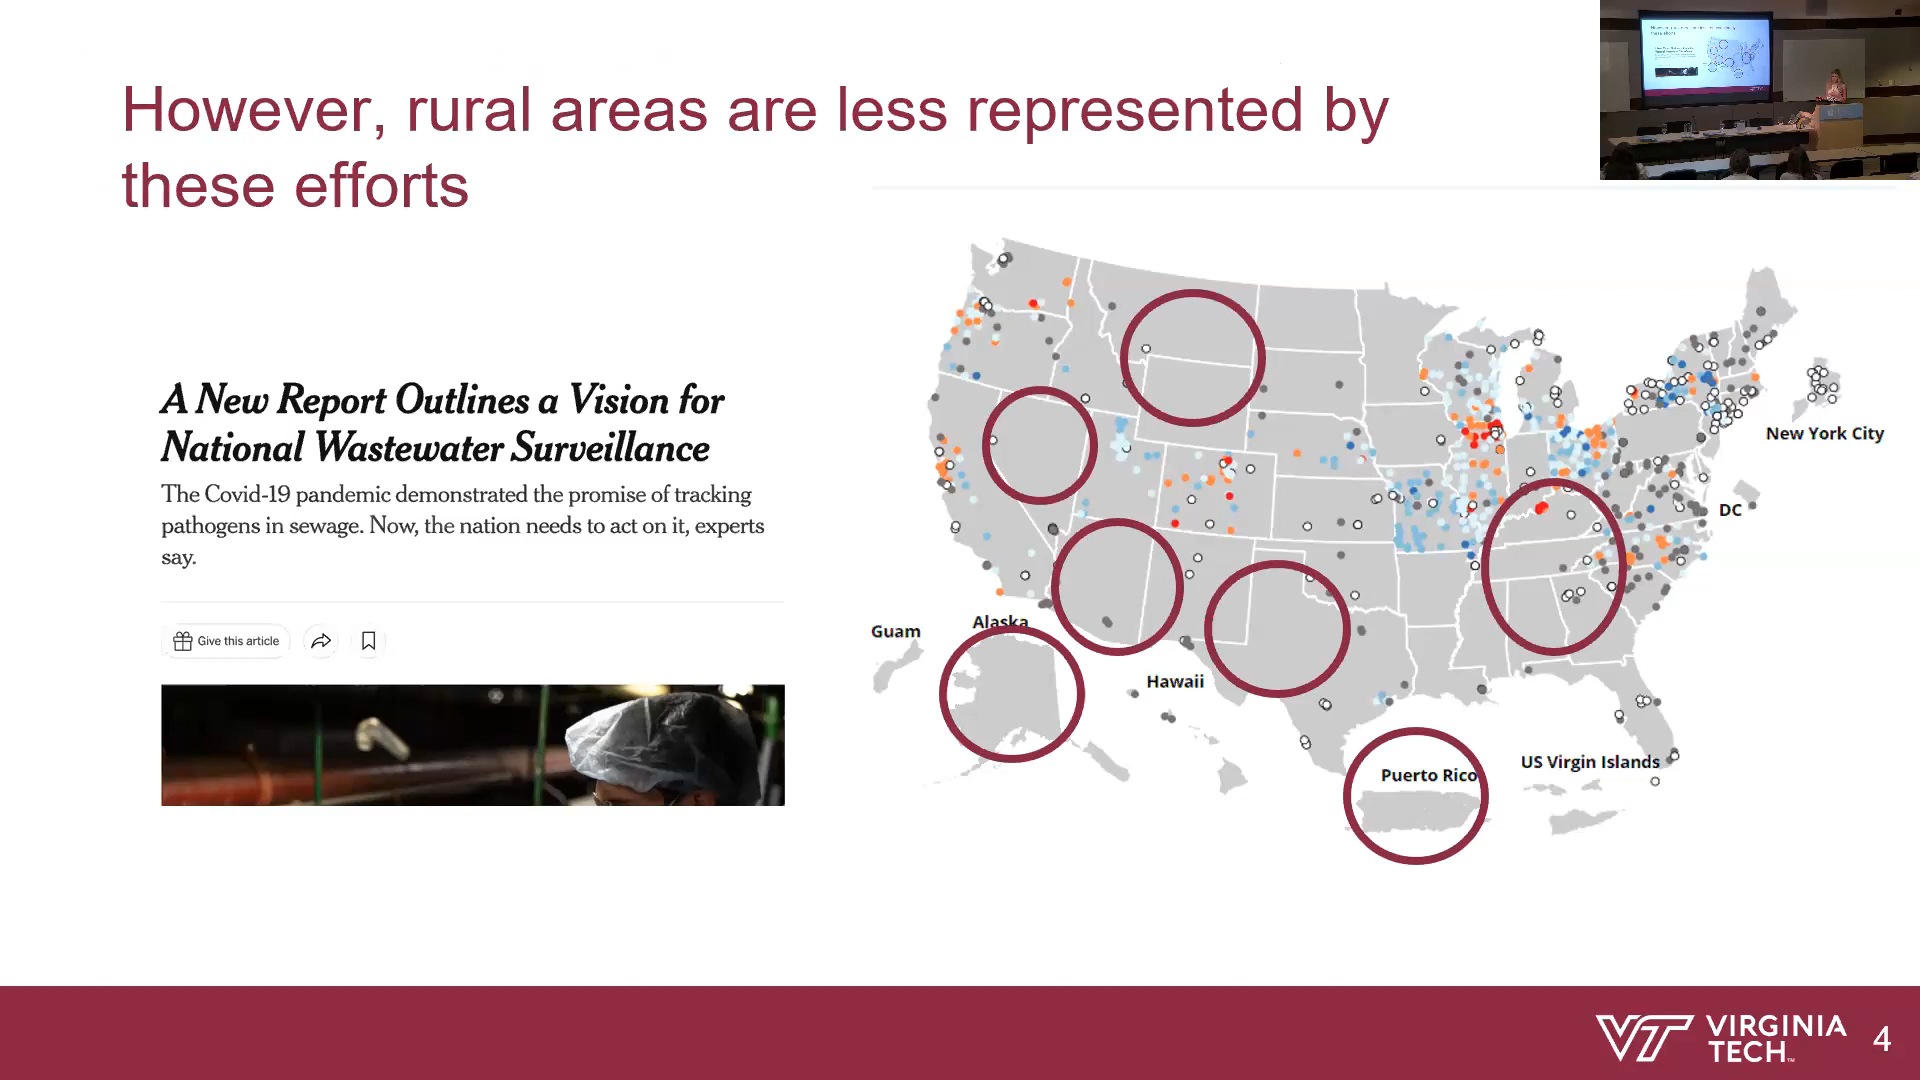 However, rural areas are less represented by
these efforts
A New Report Outlines a Vision for
National Wastewater Surveillance
The Covid-19 pandemic demonstrated the promise of tracking
pathogens in sewage. Now, the nation needs to act on it, experts
say.
Give this article
New York City
DC
Alaska
Guam
Hawaii
Puerto Rico
US Virgin Islands
VT VIRGINIA
TECH™
4